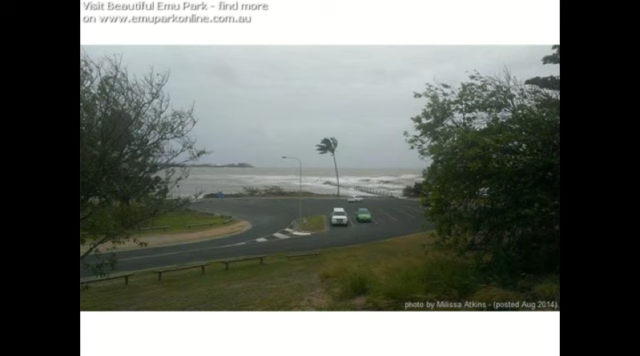 Visit Beautiful Emu Park - find more
on www.emuparkonline.com.au
photo by Milissa Atkins - (posted Aug 2014)